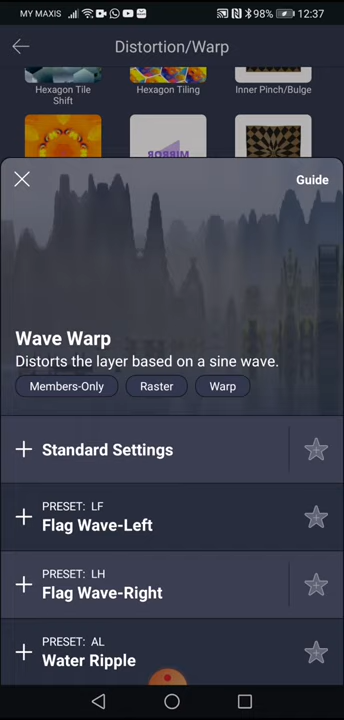 MY MAXIS 98% 12:37
Distortion/Warp
Hexagon Tile
Shift
Hexagon Tiling
Inner Pinch/Bulge
MIRROR
Guide
Wave Warp
Distorts the layer based on a sine wave.
Members-Only Raster Warp
Standard Settings
PRESET: LF
Flag Wave-Left
PRESET: LH
Flag Wave-Right
PRESET: AL
Water Ripple